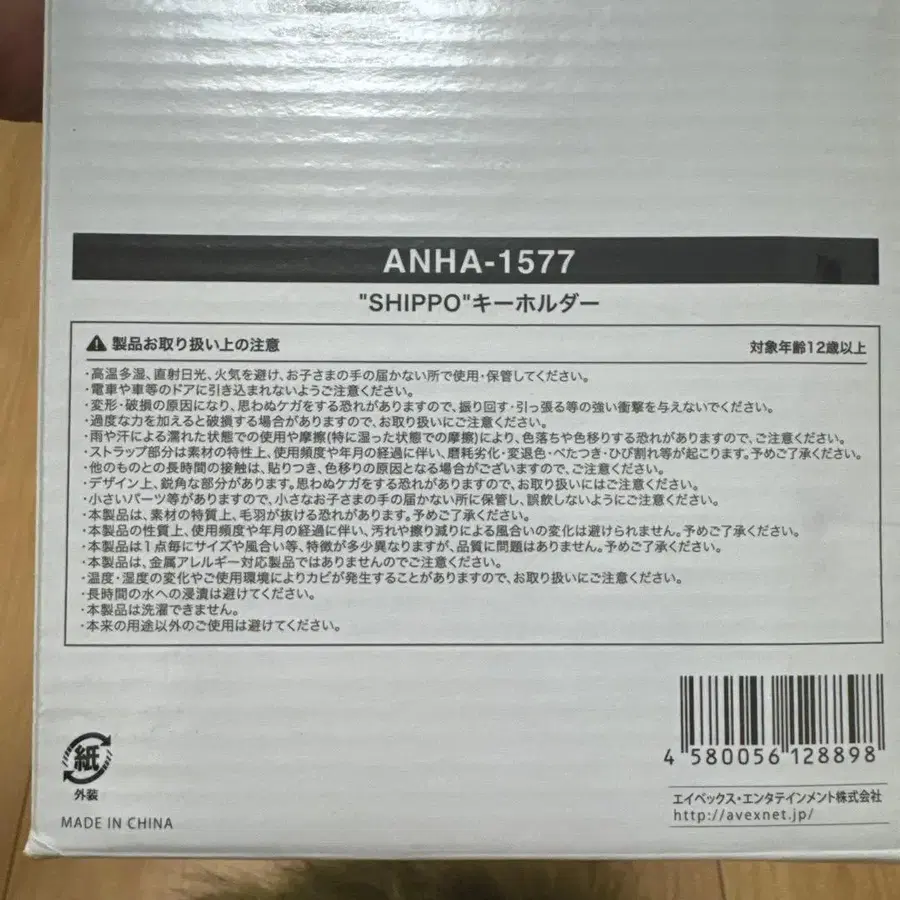 ANHA-1577
"SHIPPO"キーホルダー
製品お取り扱い上の注意
対象年齢12歳以上
・高温多湿、直射日光、火気を避け、お子さまの手の届かない所で使用・保管してください。
・電車や車等のドアに引き込まれないようご注意ください。
・変形・破損の原因になり、思わぬケガをする恐れがありますので、振り回す・引っ張る等の強い衝撃を与えないでください。
・過度な力を加えると破損する場合がありますので、お取り扱いにご注意ください。
・雨や汗による濡れた状態での使用や摩擦(特に湿った状態での摩擦)により、色落ちや色移りする恐れがありますので、ご注意ください。
・ストラップ部分は素材の特性上、使用頻度や年月の経過に伴い、磨耗劣化・変退色・べたつき・ひび割れ等が起こります。予めご了承ください。
・他のものとの長時間の接触は、貼りつき、色移りの原因となる場合がございますので、ご注意ください。
・デザイン上、鋭角な部分があります。思わぬケガをする恐れがありますので、お取り扱いにはご注意ください。
・小さいパーツ等がありますので、小さなお子さまの手の届かない所に保管し、誤飲しないようにご注意ください。
・本製品は、素材の特質上、毛羽が抜ける恐れがあります。予めご了承ください。
・本製品の性質上、使用頻度や年月の経過に伴い、汚れや擦り減りによる風合いの変化は避けられません。予めご了承ください。
・本製品は1点毎にサイズや風合い等、特徴が多少異なりますが、品質に問題はありません。予めご了承ください。
・本製品は、金属アレルギー対応製品ではありませんのでご注意ください。
・温度・湿度の変化やご使用環境によりカビが発生することがありますので、お取り扱いにご注意ください。
・長時間の水への浸漬は避けてください。
・本製品は洗濯できません。
・本来の用途以外のご使用は避けてください。
紙
外装
MADE IN CHINA
4 580056 128898
エイベックス・エンタテインメント株式会社
http://avexnet.jp/